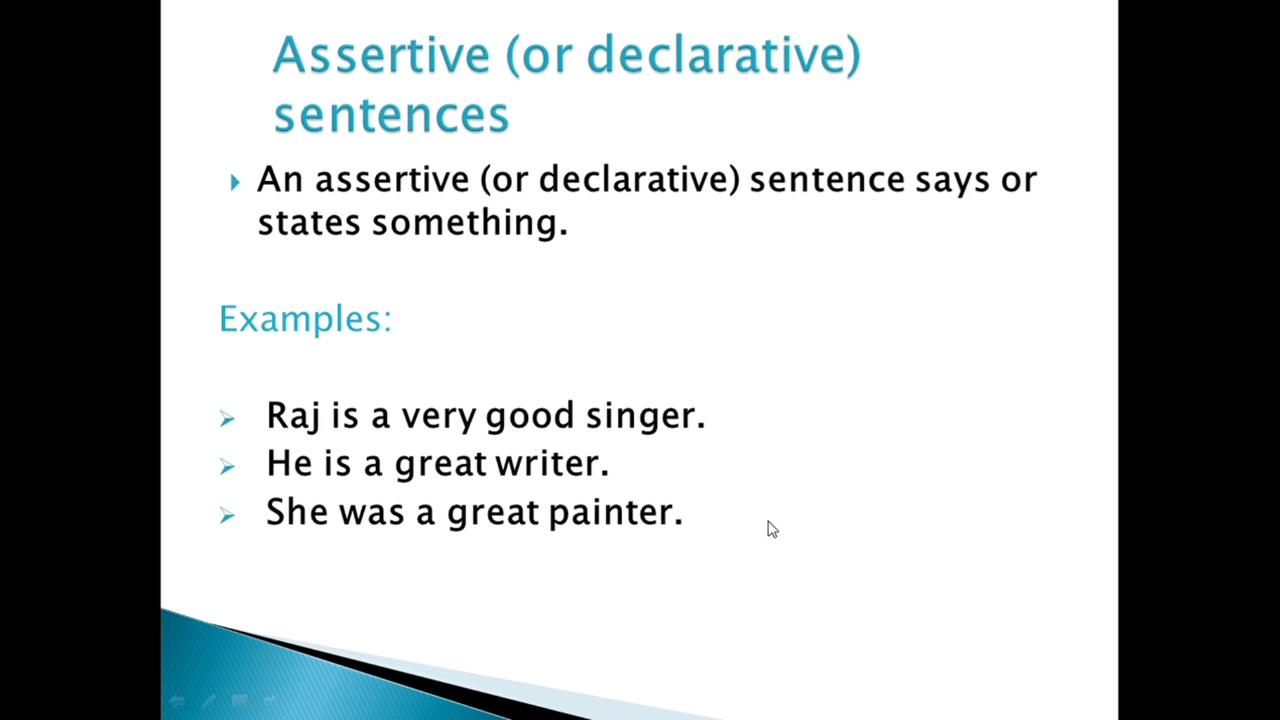 Assertive (or declarative)
sentences
An assertive (or declarative) sentence says or
states something.
Examples:
Raj is a very good singer.
He is a great writer.
She was a great painter.